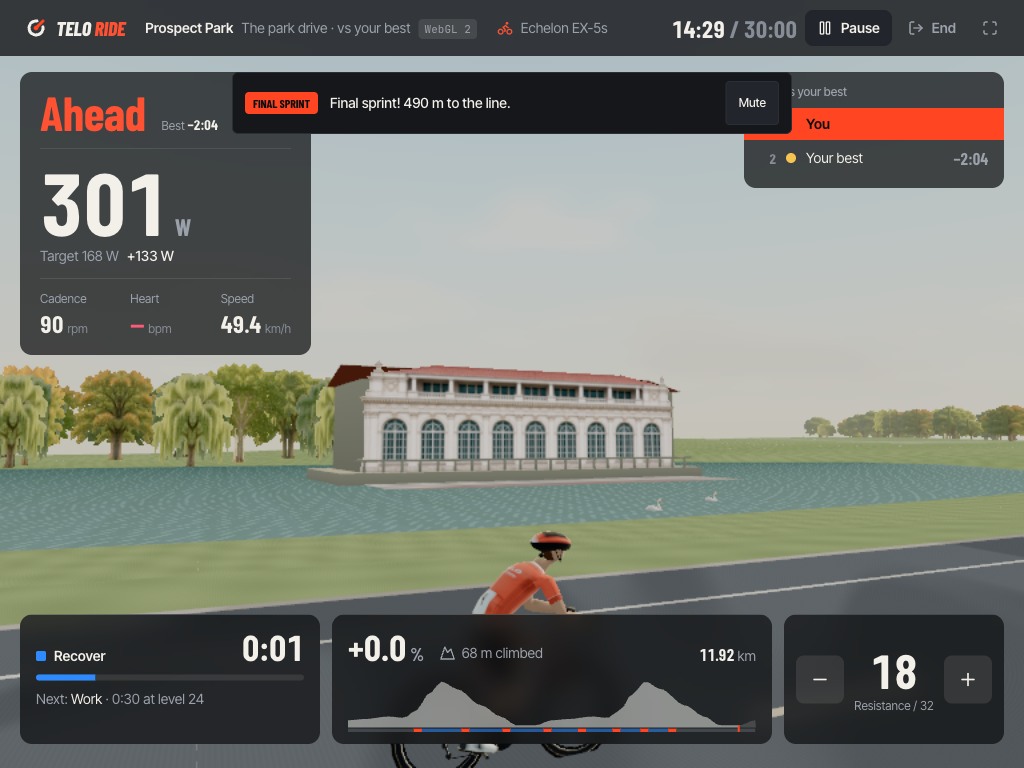 TELO RIDE Prospect Park The park drive · vs your best WebGL 2 Echelon EX-5s 14:29 / 30:00 Pause End
Ahead Best −2:04
301 W
Target 168 W +133 W
Cadence Heart Speed
90 rpm – bpm 49.4 km/h
FINAL SPRINT Final sprint! 490 m to the line. Mute
your best
You
2 Your best −2:04
Recover 0:01
Next: Work · 0:30 at level 24
+0.0 % 68 m climbed 11.92 km
− 18 +
Resistance / 32